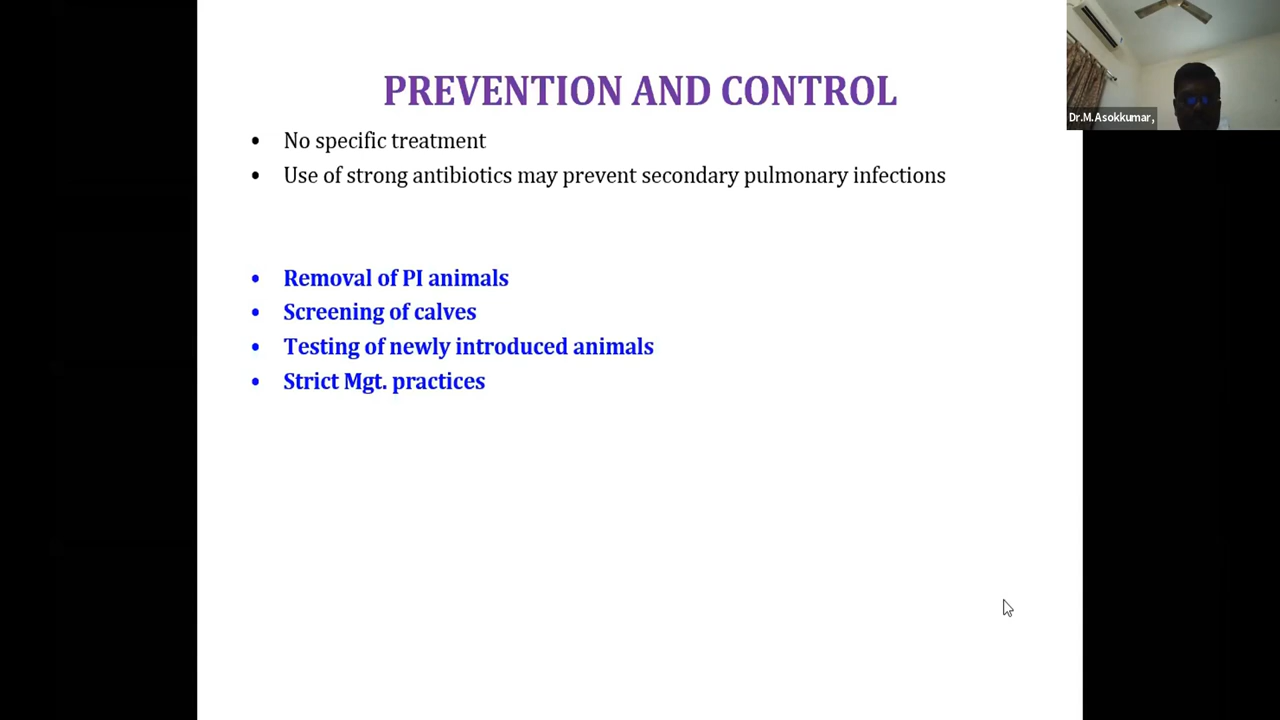 PREVENTION AND CONTROL
• No specific treatment
• Use of strong antibiotics may prevent secondary pulmonary infections
• Removal of PI animals
• Screening of calves
• Testing of newly introduced animals
• Strict Mgt. practices
Dr.M.Asokkumar,